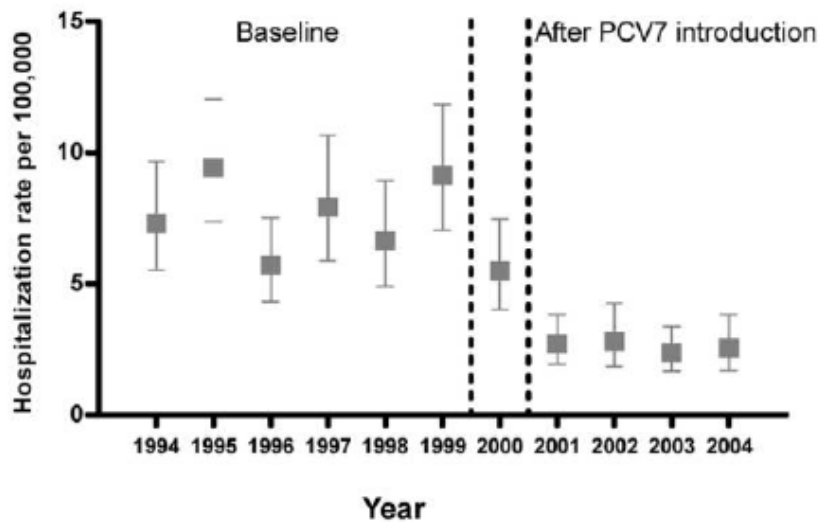 Baseline
After PCV7 introduction
Hospitalization rate per 100,000
15
10
5
0
1994 1995 1996 1997 1998 1999 2000 2001 2002 2003 2004
Year